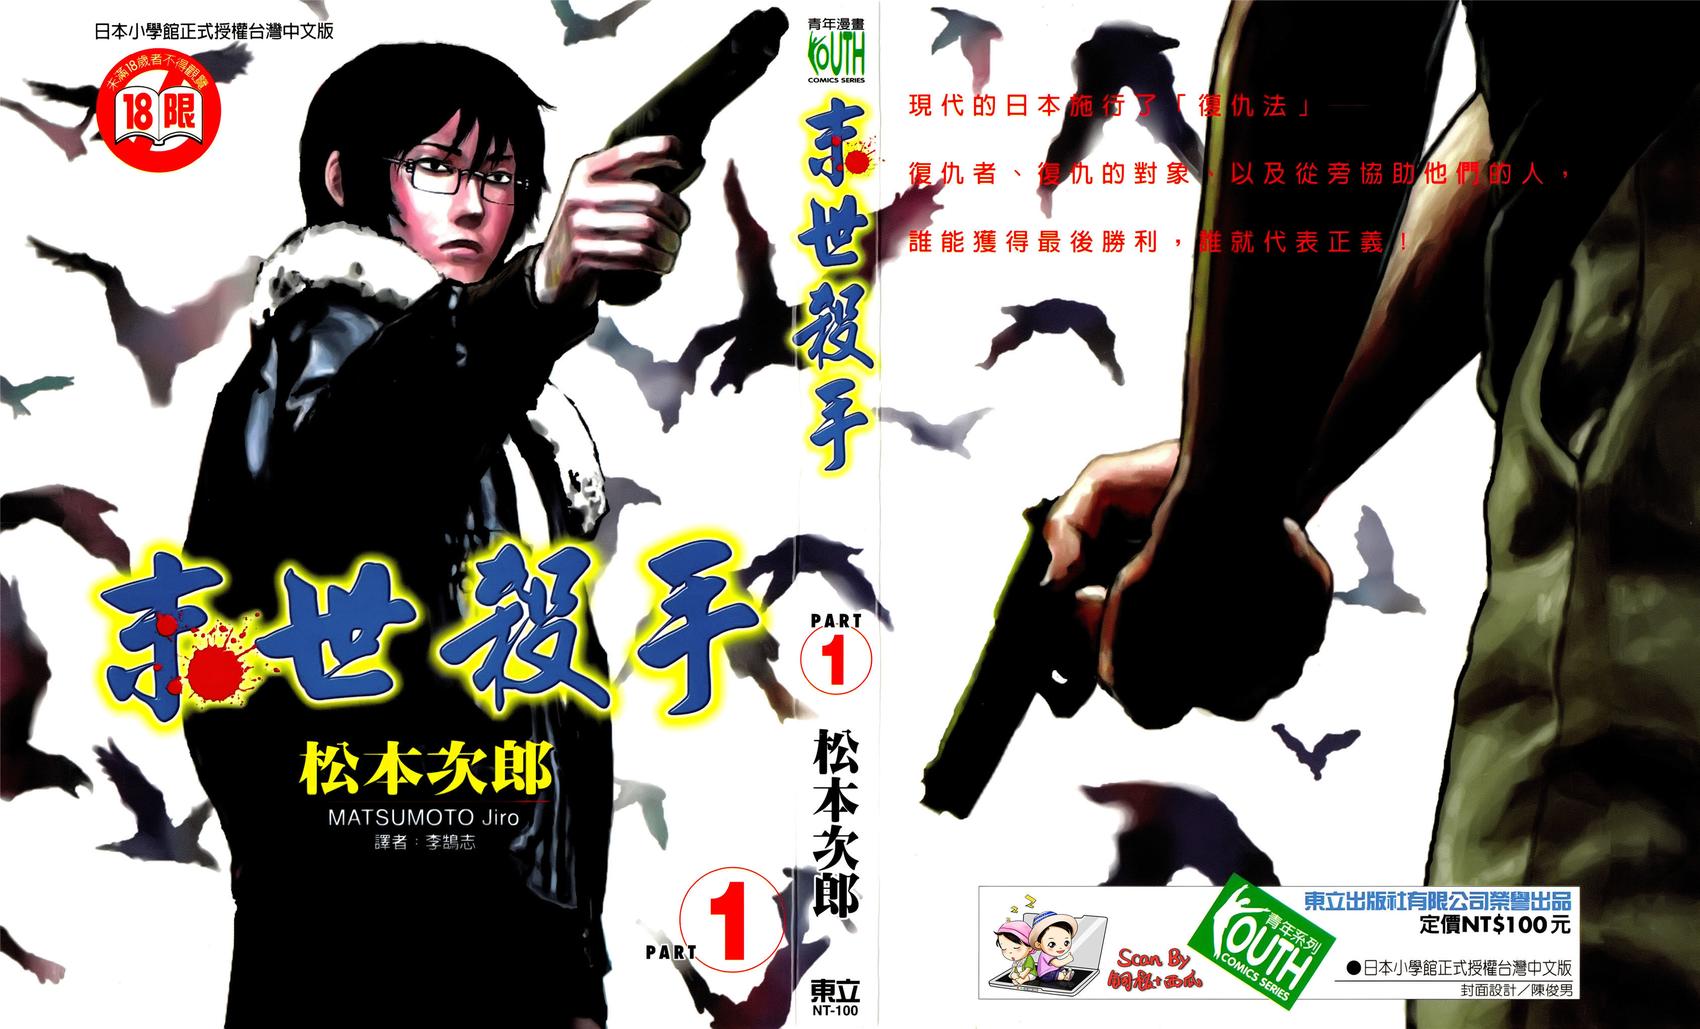 日本小學館正式授權台灣中文版
未滿18歲者不得觀覽
18限
末世殺手
松本次郎
MATSUMOTO Jiro
譯者：李鵠志
PART 1
青年漫畫
YOUTH
COMICS SERIES
末世殺手
PART
1
松本次郎
東立
NT-100
現代的日本施行了「復仇法」——
復仇者、復仇的對象、以及從旁協助他們的人，
誰能獲得最後勝利，誰就代表正義！
Scan By
青年系列
YOUTH
COMICS SERIES
東立出版社有限公司榮譽出品
定價NT$100元
●日本小學館正式授權台灣中文版
封面設計／陳俊男